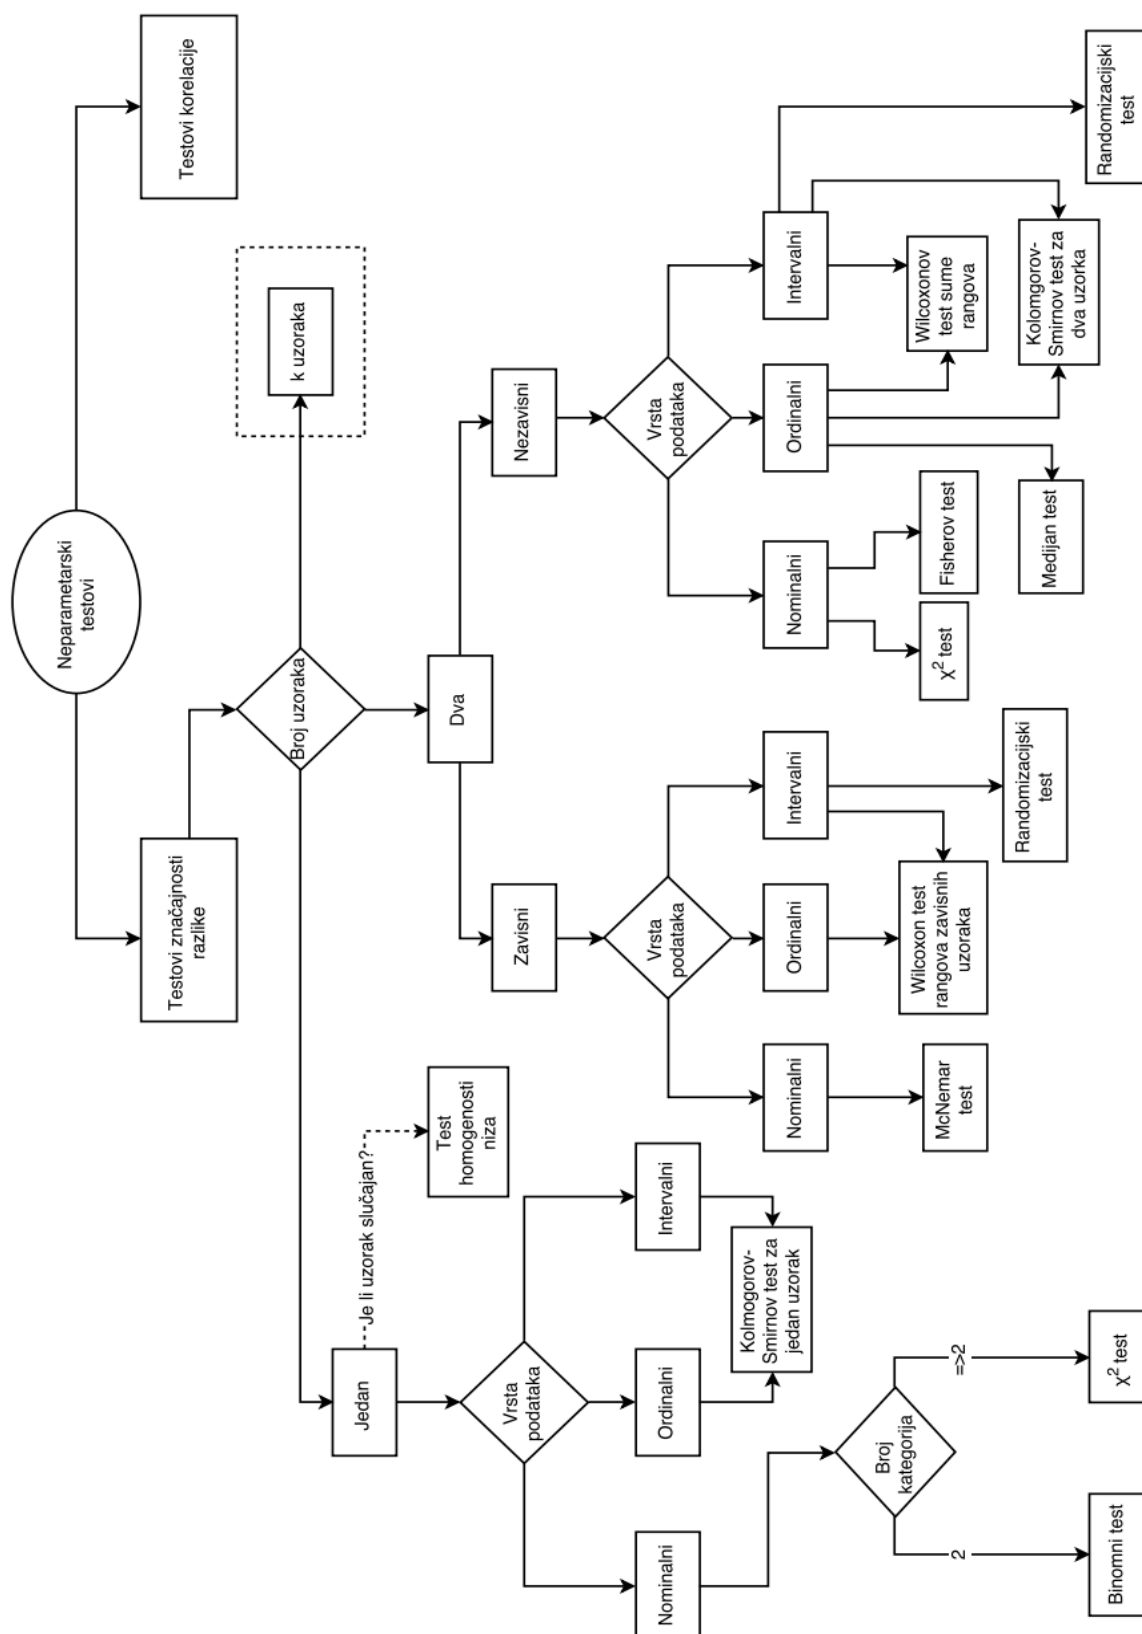 Neparametarski
testovi
Testovi značajnosti
razlike
Testovi korelacije
Broj uzoraka
k uzoraka
Jedan
Je li uzorak slučajan?
Test
homogenosti
niza
Dva
Zavisni
Nezavisni
Vrsta
podataka
Nominalni
Ordinalni
Intervalni
Kolmogorov-
Smirnov test za
jedan uzorak
Broj
kategorija
2
=>2
Binomni test
χ² test
Vrsta
podataka
Nominalni
Ordinalni
Intervalni
McNemar
test
Wilcoxon test
rangova zavisnih
uzoraka
Randomizacijski
test
Vrsta
podataka
Nominalni
Ordinalni
Intervalni
χ² test
Fisherov test
Medijan test
Wilcoxonov
test sume
rangova
Kolomgorov-
Smirnov test za
dva uzorka
Randomizacijski
test